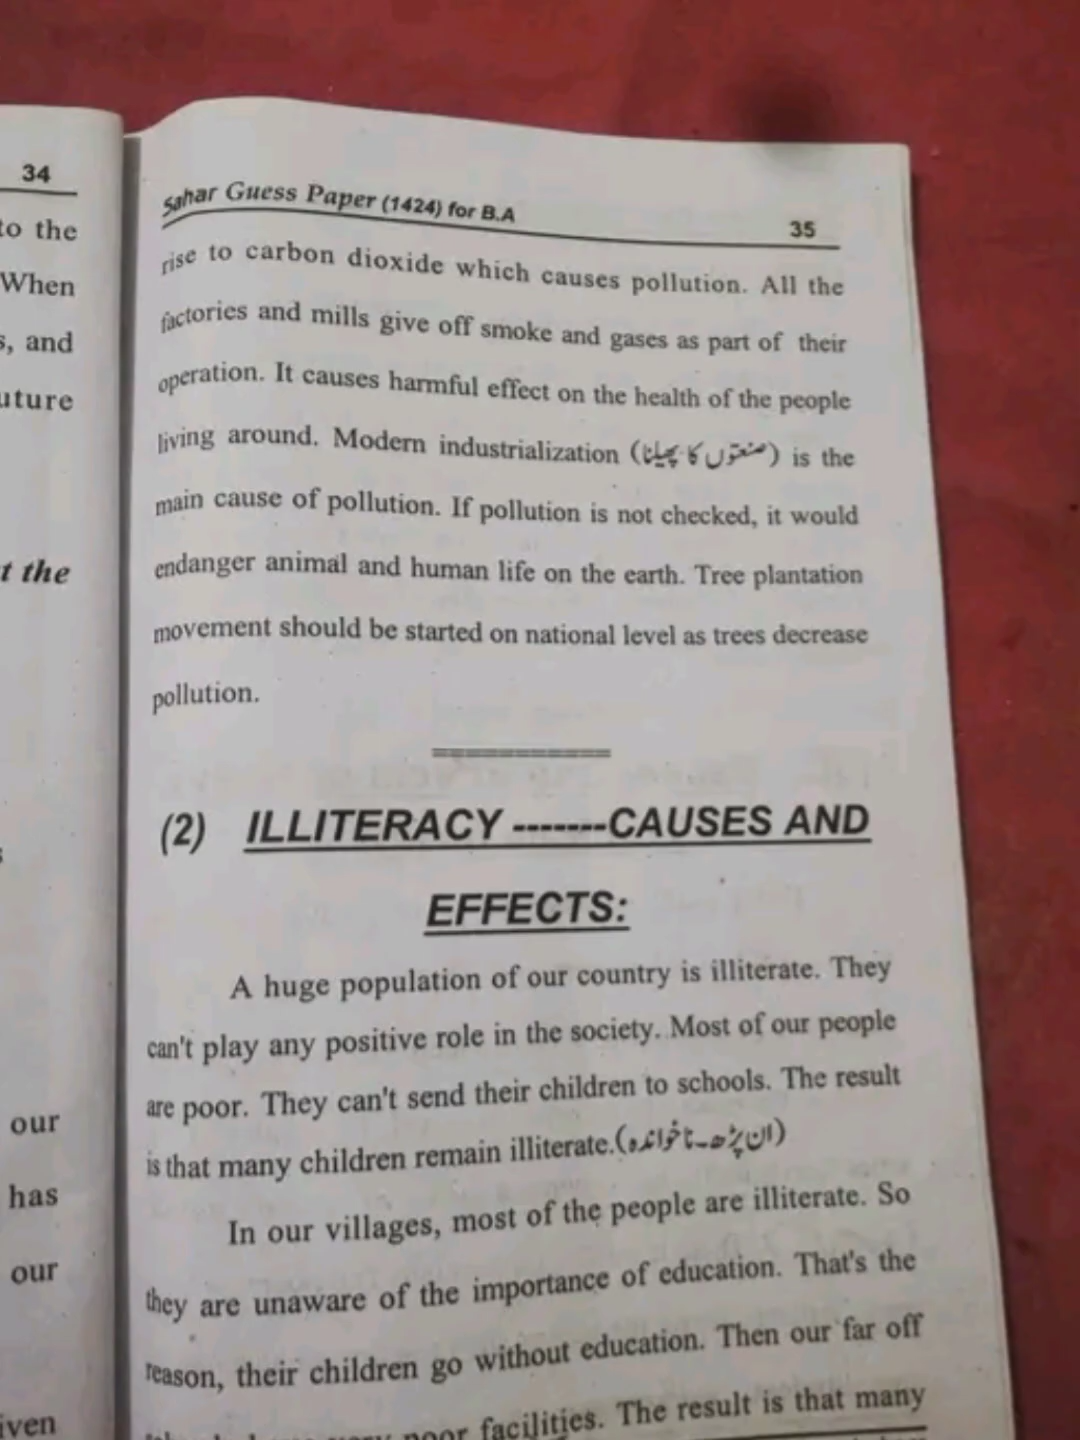 34
to the
When
s, and
uture
t the
our
has
our
iven
Sahar Guess Paper (1424) for B.A 35
rise to carbon dioxide which causes pollution. All the
factories and mills give off smoke and gases as part of their
operation. It causes harmful effect on the health of the people
living around. Modern industrialization (صنعتوں کا پھیلنا) is the
main cause of pollution. If pollution is not checked, it would
endanger animal and human life on the earth. Tree plantation
movement should be started on national level as trees decrease
pollution.
===========
(2) ILLITERACY -------CAUSES AND
EFFECTS:
A huge population of our country is illiterate. They
can't play any positive role in the society. Most of our people
are poor. They can't send their children to schools. The result
is that many children remain illiterate.(ان پڑھ۔ناخواندہ)
In our villages, most of the people are illiterate. So
they are unaware of the importance of education. That's the
reason, their children go without education. Then our far off
poor facilities. The result is that many